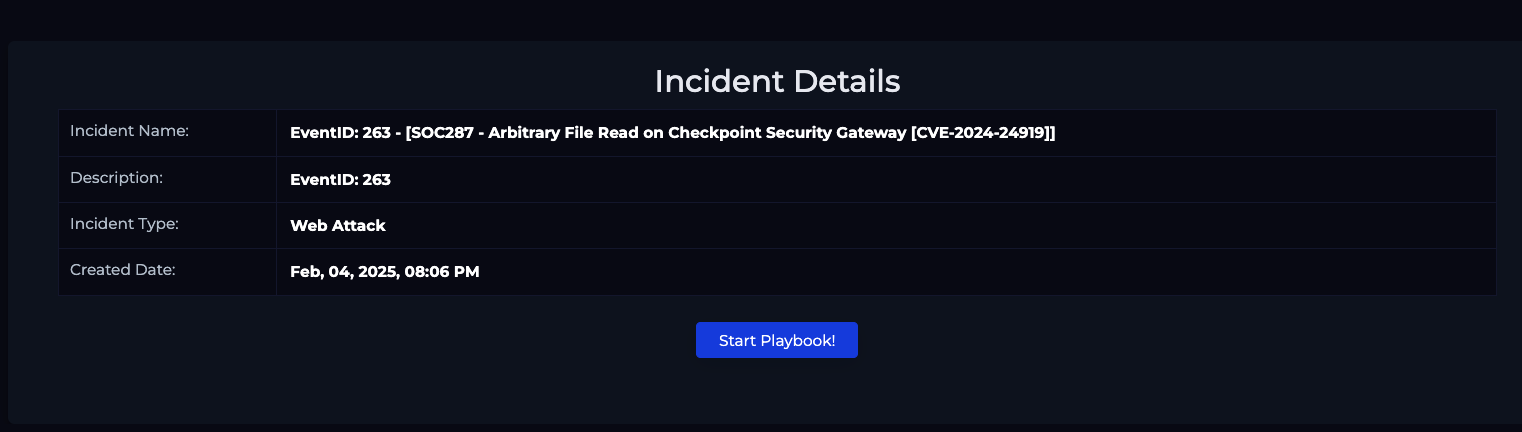 Incident Details
Incident Name: EventID: 263 - [SOC287 - Arbitrary File Read on Checkpoint Security Gateway [CVE-2024-24919]]
Description: EventID: 263
Incident Type: Web Attack
Created Date: Feb, 04, 2025, 08:06 PM
Start Playbook!